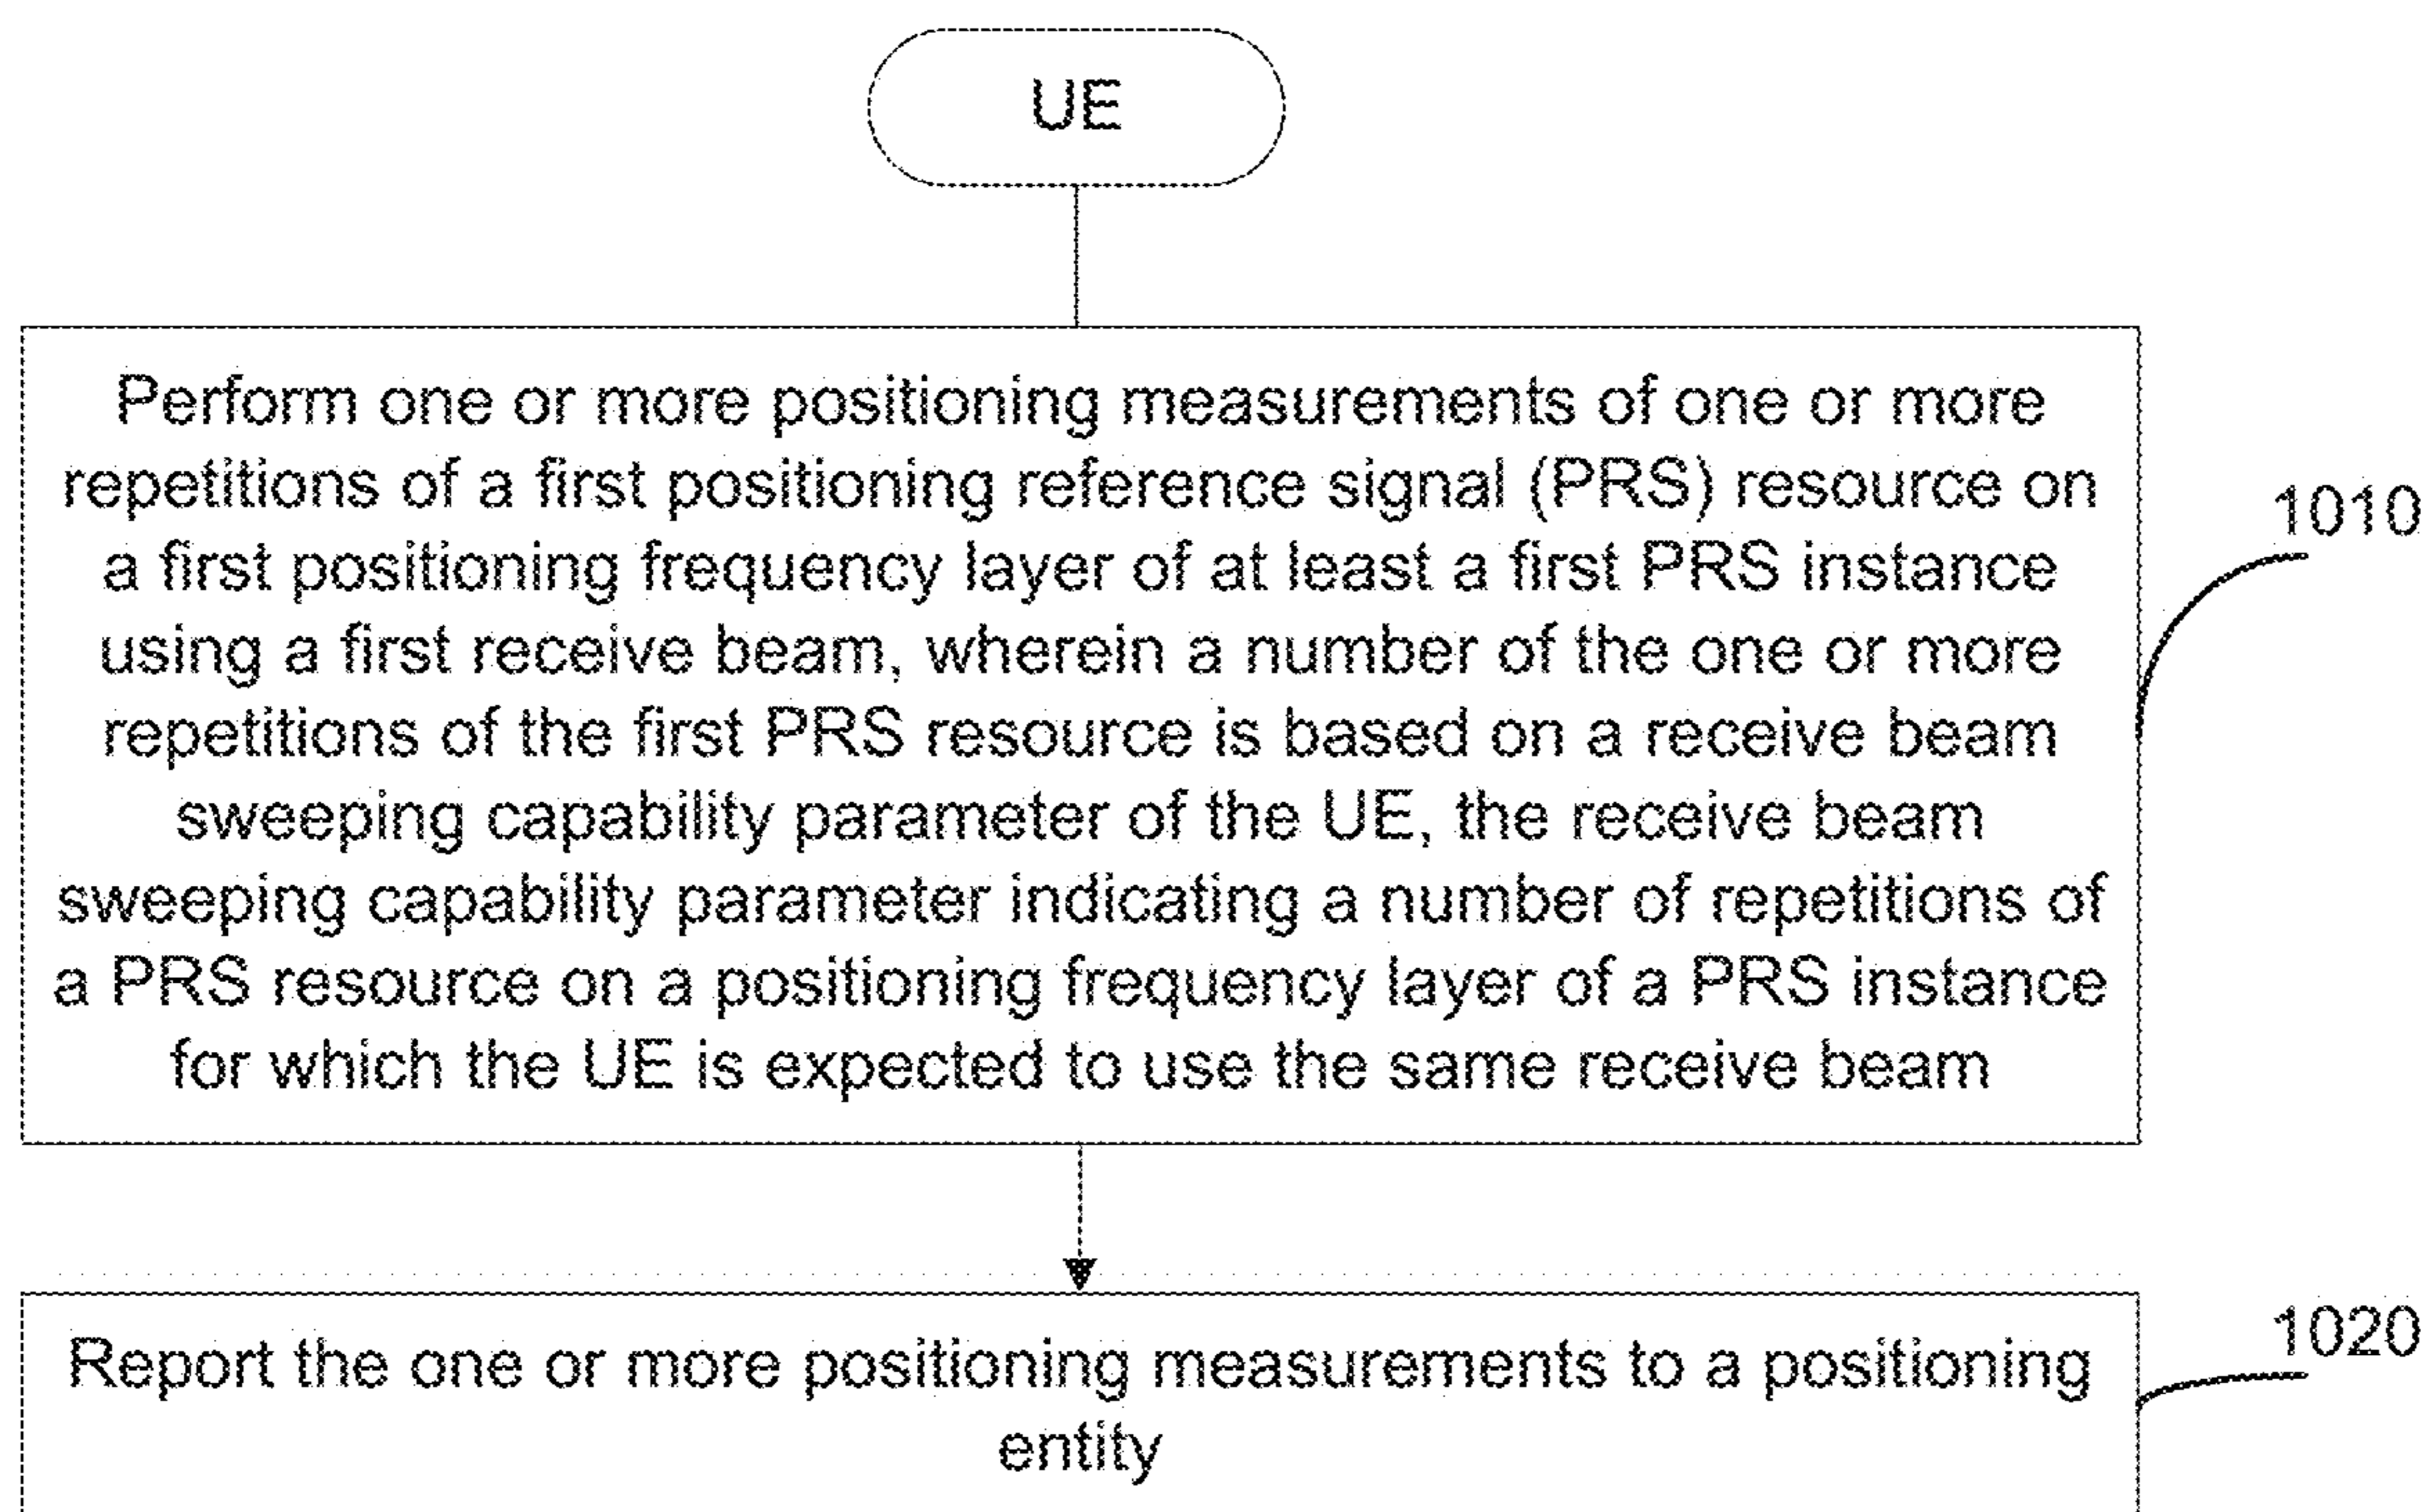 UE
Perform one or more positioning measurements of one or more
repetitions of a first positioning reference signal (PRS) resource on
a first positioning frequency layer of at least a first PRS instance
using a first receive beam, wherein a number of the one or more
repetitions of the first PRS resource is based on a receive beam
sweeping capability parameter of the UE, the receive beam
sweeping capability parameter indicating a number of repetitions of
a PRS resource on a positioning frequency layer of a PRS instance
for which the UE is expected to use the same receive beam
1010
Report the one or more positioning measurements to a positioning
entity
1020